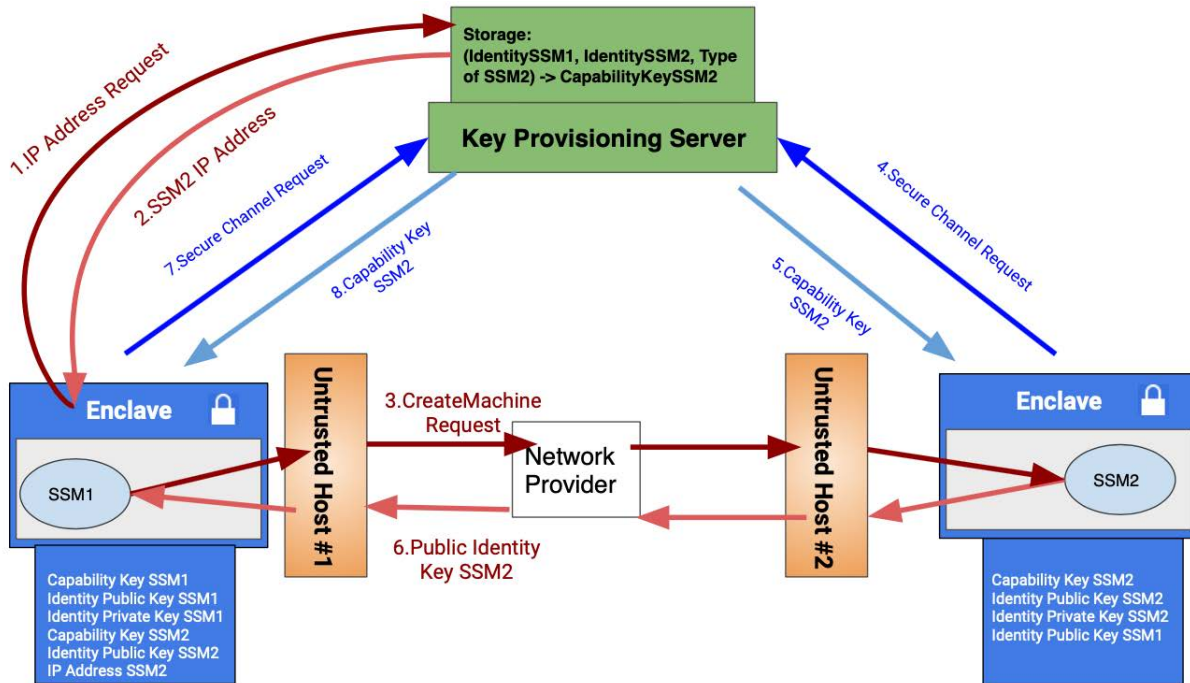 Storage:
(IdentitySSM1, IdentitySSM2, Type
of SSM2) -> CapabilityKeySSM2
Key Provisioning Server
1.IP Address Request
2.SSM2 IP Address
7.Secure Channel Request
8.Capability Key
SSM2
4.Secure Channel Request
5.Capability Key
SSM2
Enclave
SSM1
Untrusted Host #1
3.CreateMachine
Request
Network
Provider
6.Public Identity
Key SSM2
Untrusted Host #2
Enclave
SSM2
Capability Key SSM1
Identity Public Key SSM1
Identity Private Key SSM1
Capability Key SSM2
Identity Public Key SSM2
IP Address SSM2
Capability Key SSM2
Identity Public Key SSM2
Identity Private Key SSM2
Identity Public Key SSM1